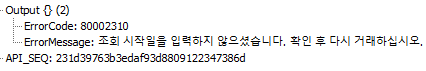 Output {} (2)
ErrorCode: 80002310
ErrorMessage: 조회 시작일을 입력하지 않으셨습니다. 확인 후 다시 거래하십시오.
API_SEQ: 231d39763b3edaf93d8809122347386d